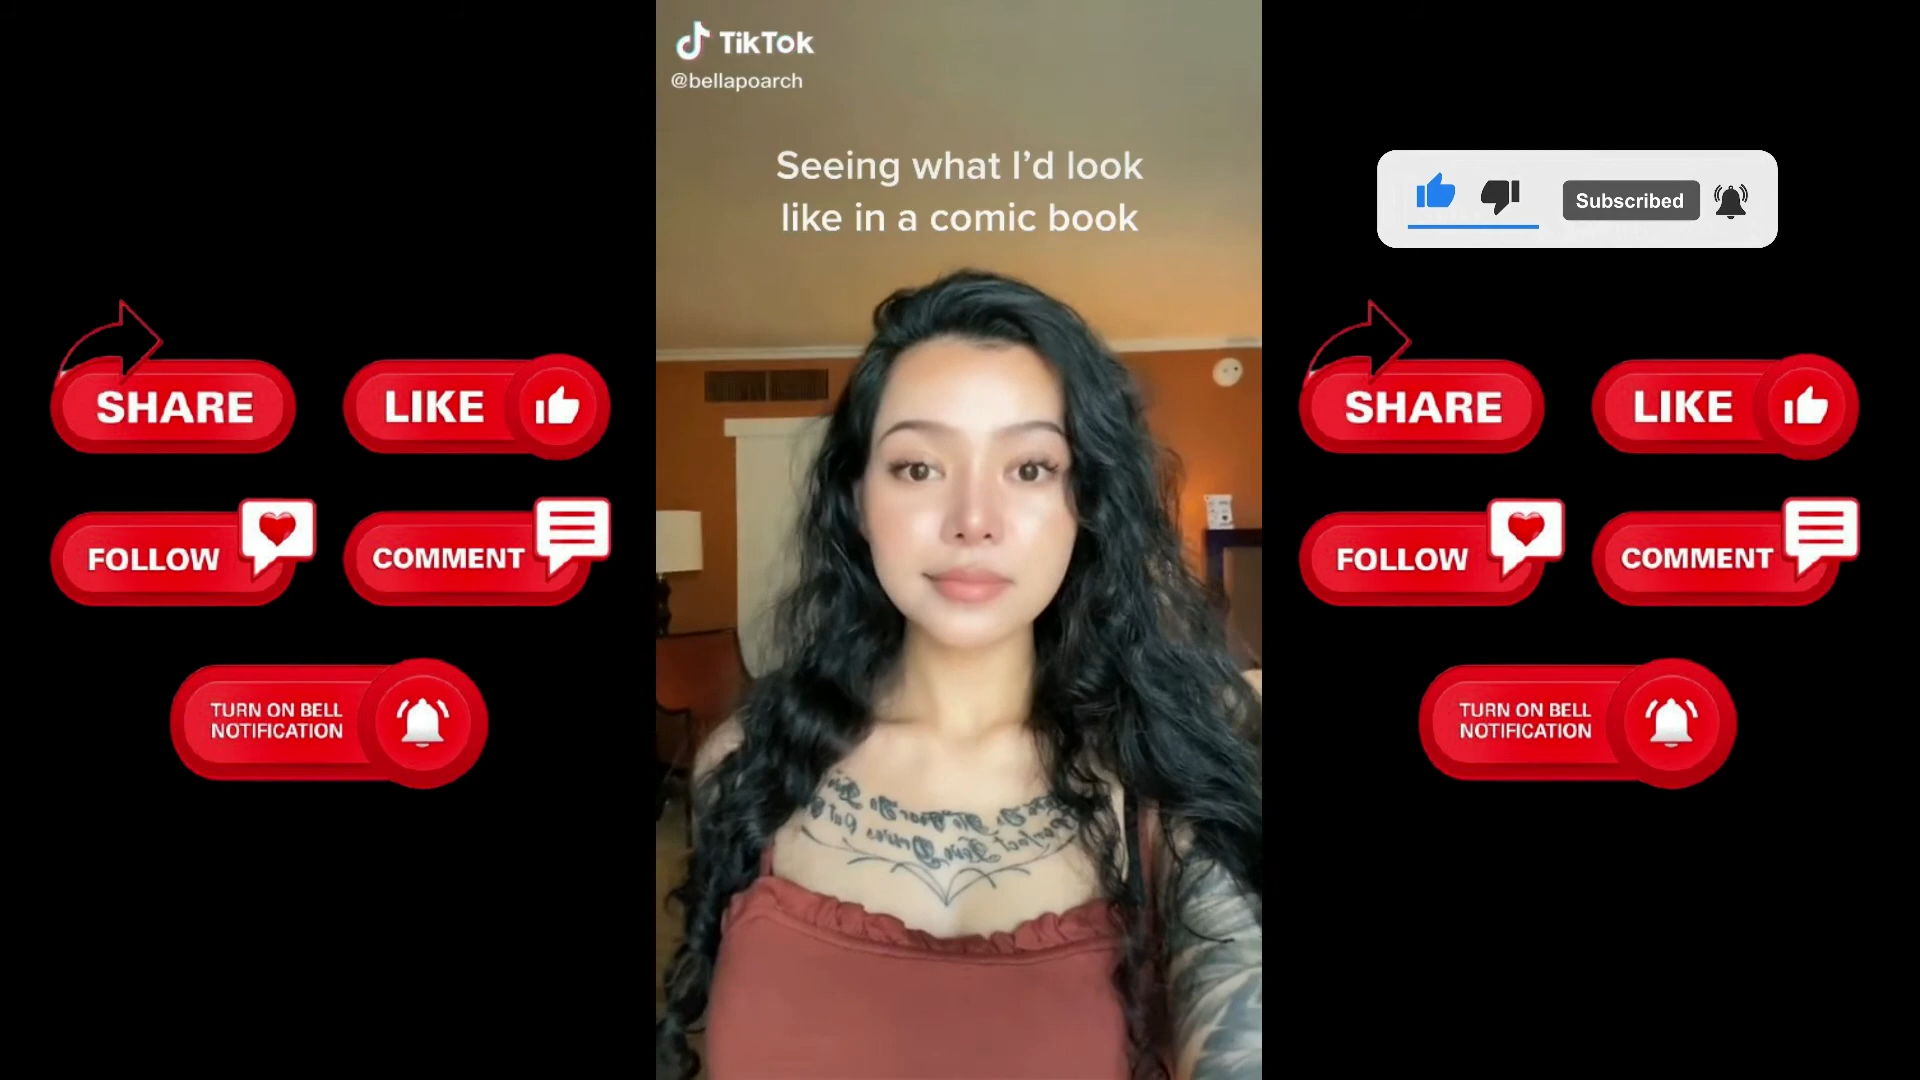 TikTok
@bellapoarch
Seeing what I’d look
like in a comic book
SHARE
LIKE
FOLLOW
COMMENT
TURN ON BELL
NOTIFICATION
Subscribed
SHARE
LIKE
FOLLOW
COMMENT
TURN ON BELL
NOTIFICATION